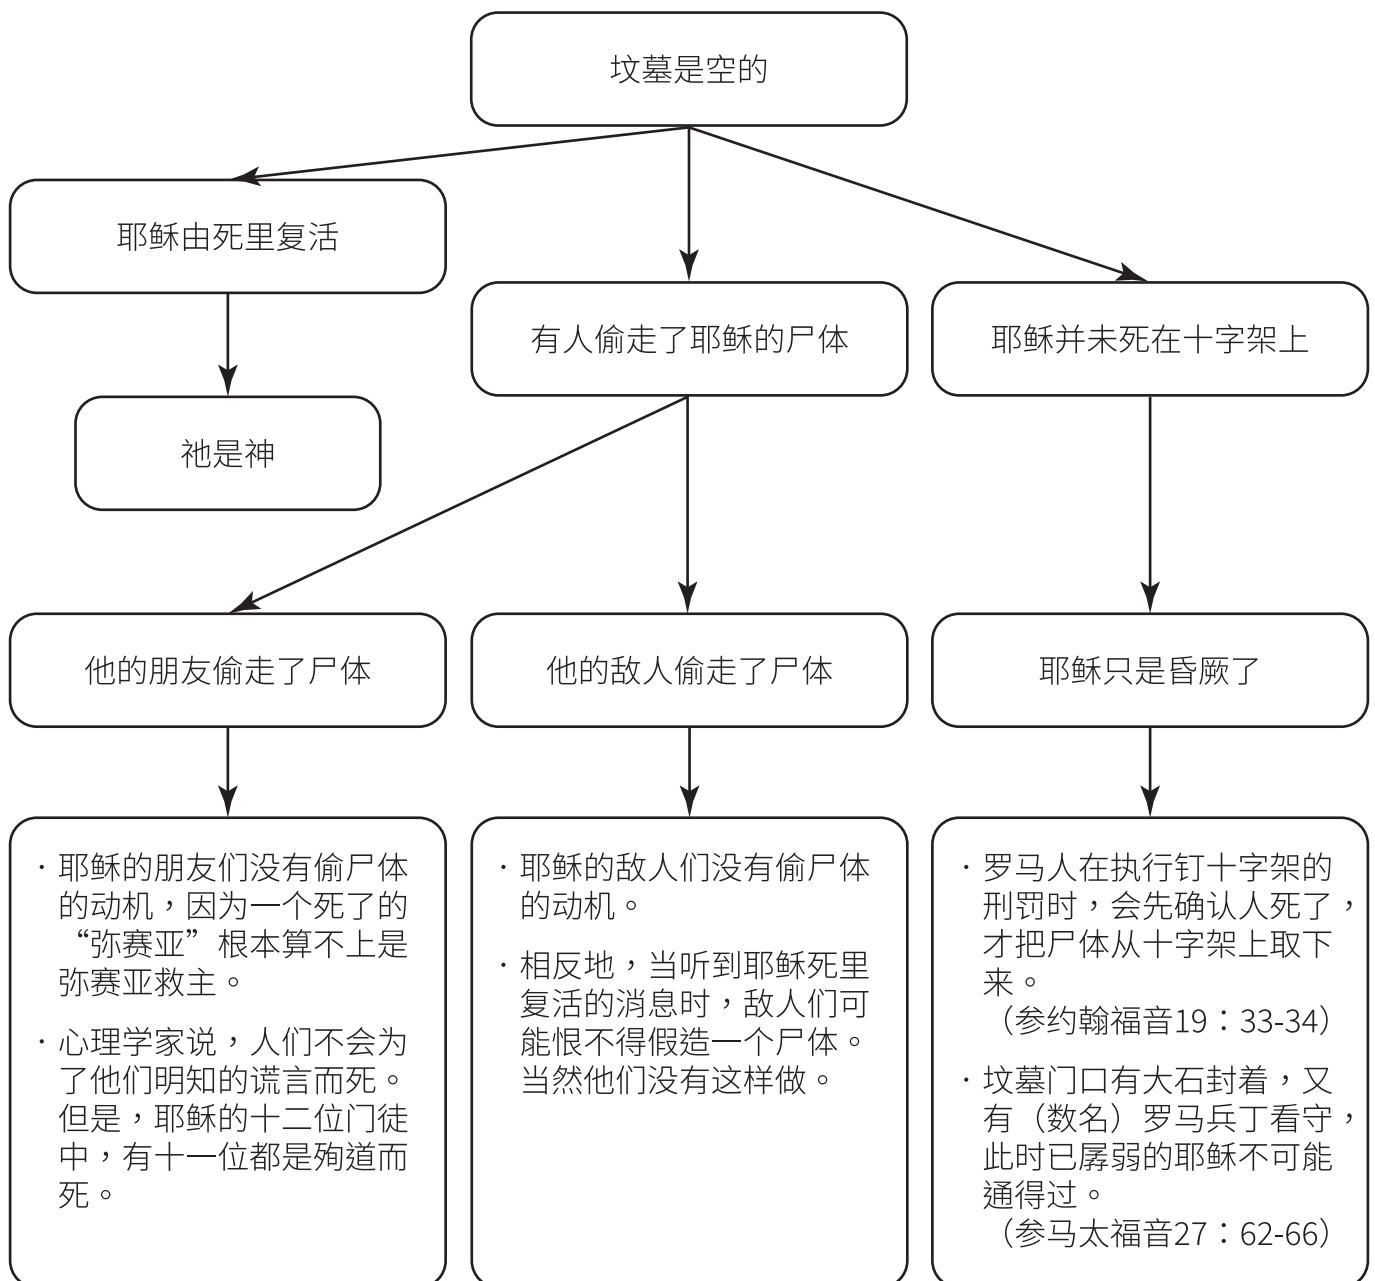 坟墓是空的
耶稣由死里复活
有人偷走了耶稣的尸体
耶稣并未死在十字架上
祂是神
他的朋友偷走了尸体
他的敌人偷走了尸体
耶稣只是昏厥了
·耶稣的朋友们没有偷尸体
的动机，因为一个死了的
“弥赛亚”根本算不上是
弥赛亚救主。
·心理学家说，人们不会为
了他们明知的谎言而死。
但是，耶稣的十二位门徒
中，有十一位都是殉道而
死。
·耶稣的敌人们没有偷尸体
的动机。
·相反地，当听到耶稣死里
复活的消息时，敌人们可
能恨不得假造一个尸体。
当然他们没有这样做。
·罗马人在执行钉十字架的
刑罚时，会先确认人死了，
才把尸体从十字架上取下
来。
（参约翰福音19：33-34）
·坟墓门口有大石封着，又
有（数名）罗马兵丁看守，
此时已孱弱的耶稣不可能
通得过。
（参马太福音27：62-66）